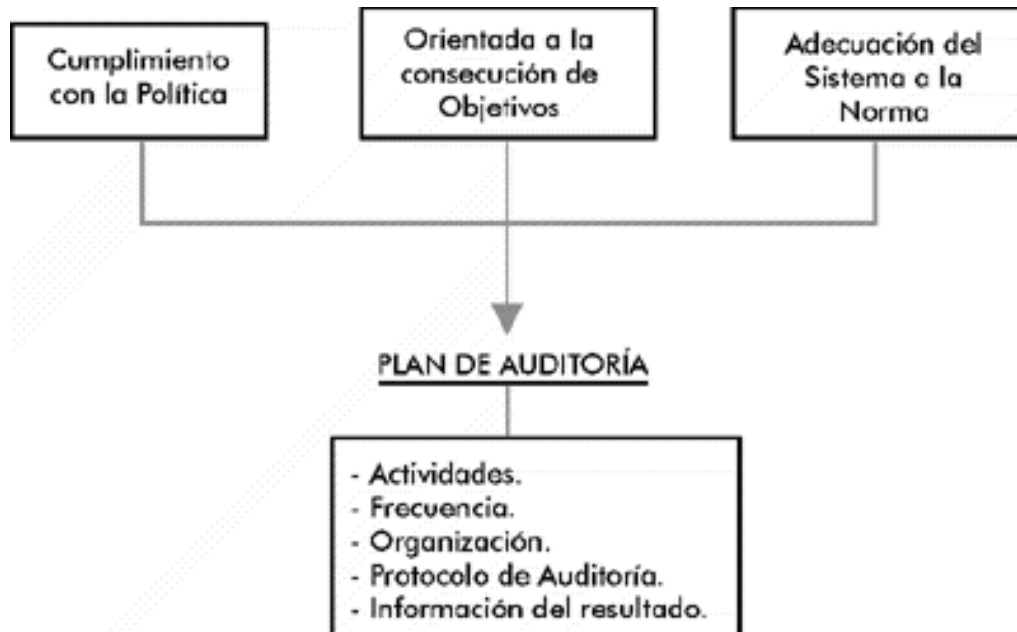 Cumplimiento
con la Política
Orientada a la
consecución de
Objetivos
Adecuación del
Sistema a la
Norma
PLAN DE AUDITORÍA
- Actividades.
- Frecuencia.
- Organización.
- Protocolo de Auditoría.
- Información del resultado.